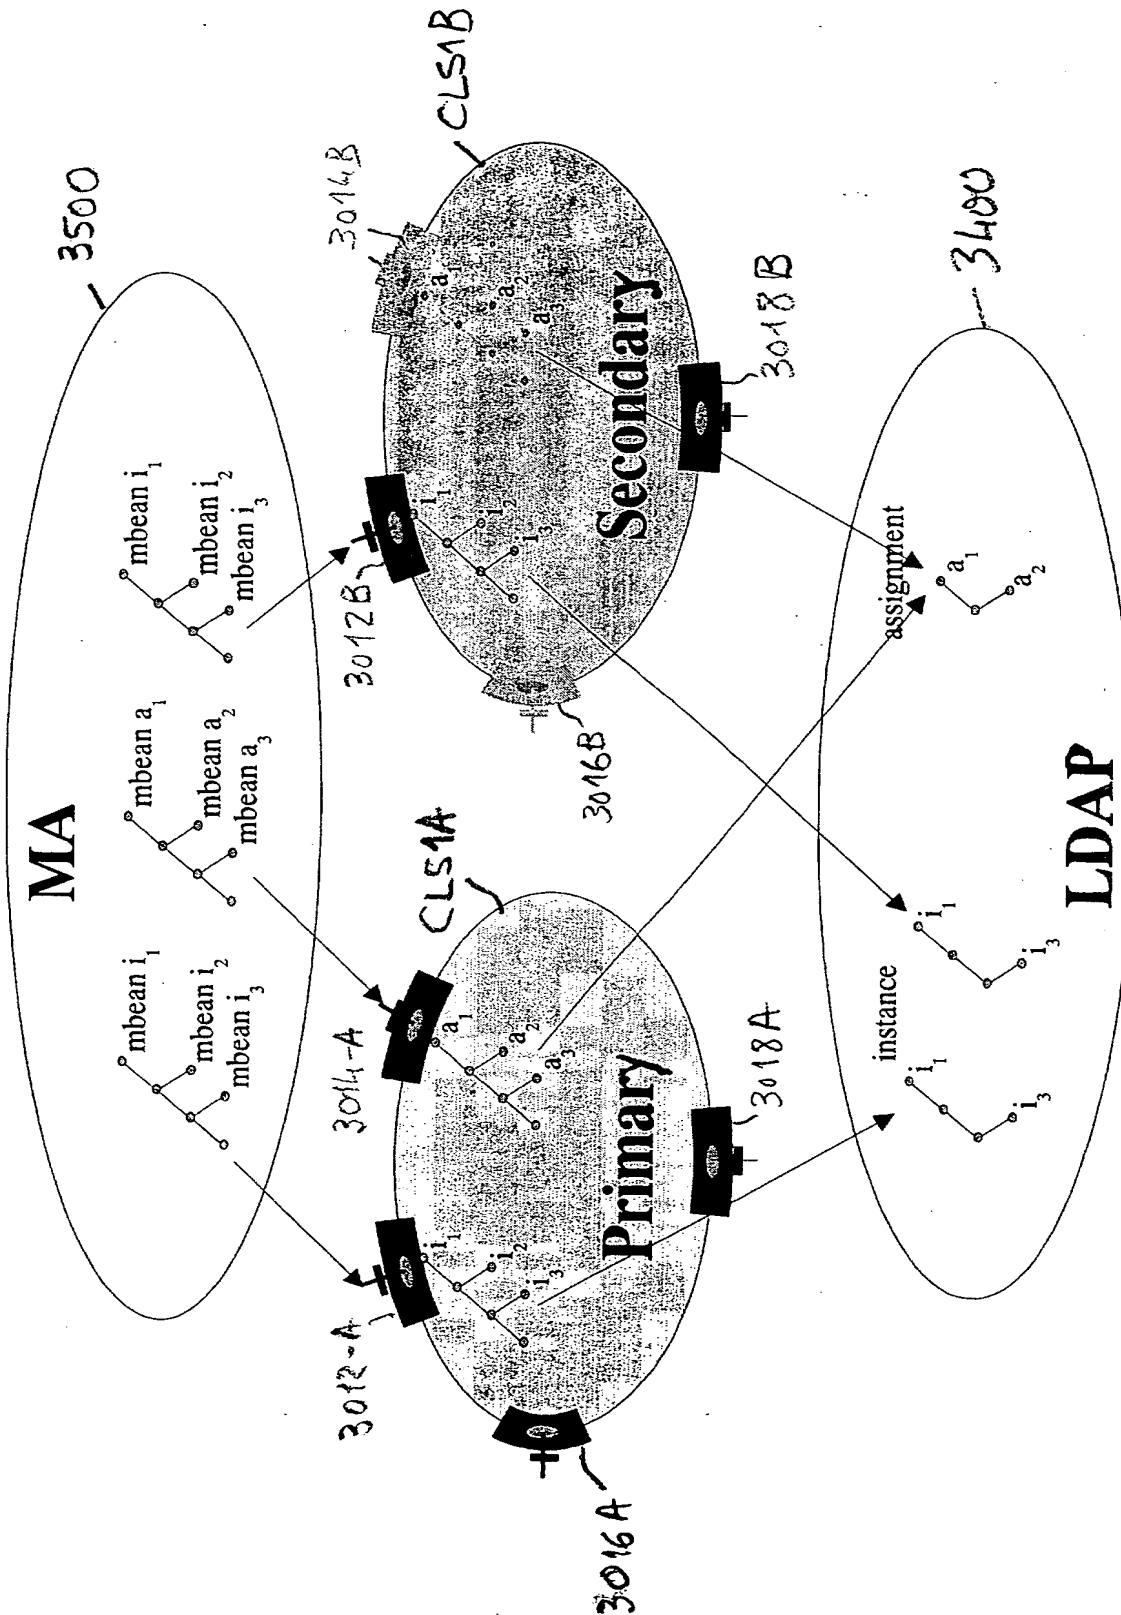 3500
MA
mbean i1
mbean i2
mbean i3
mbean a1
mbean a2
mbean a3
mbean i1
mbean i2
mbean i3
3012-A
3014-A
CLS1A
3012B
3014B
CLS1B
i1
i2
i3
a1
a2
a3
Primary
3016A
3018A
i1
i2
i3
a1
a2
a3
Secondary
3016B
3018B
instance
i1
i3
i1
i3
assignment
a1
a2
LDAP
3400